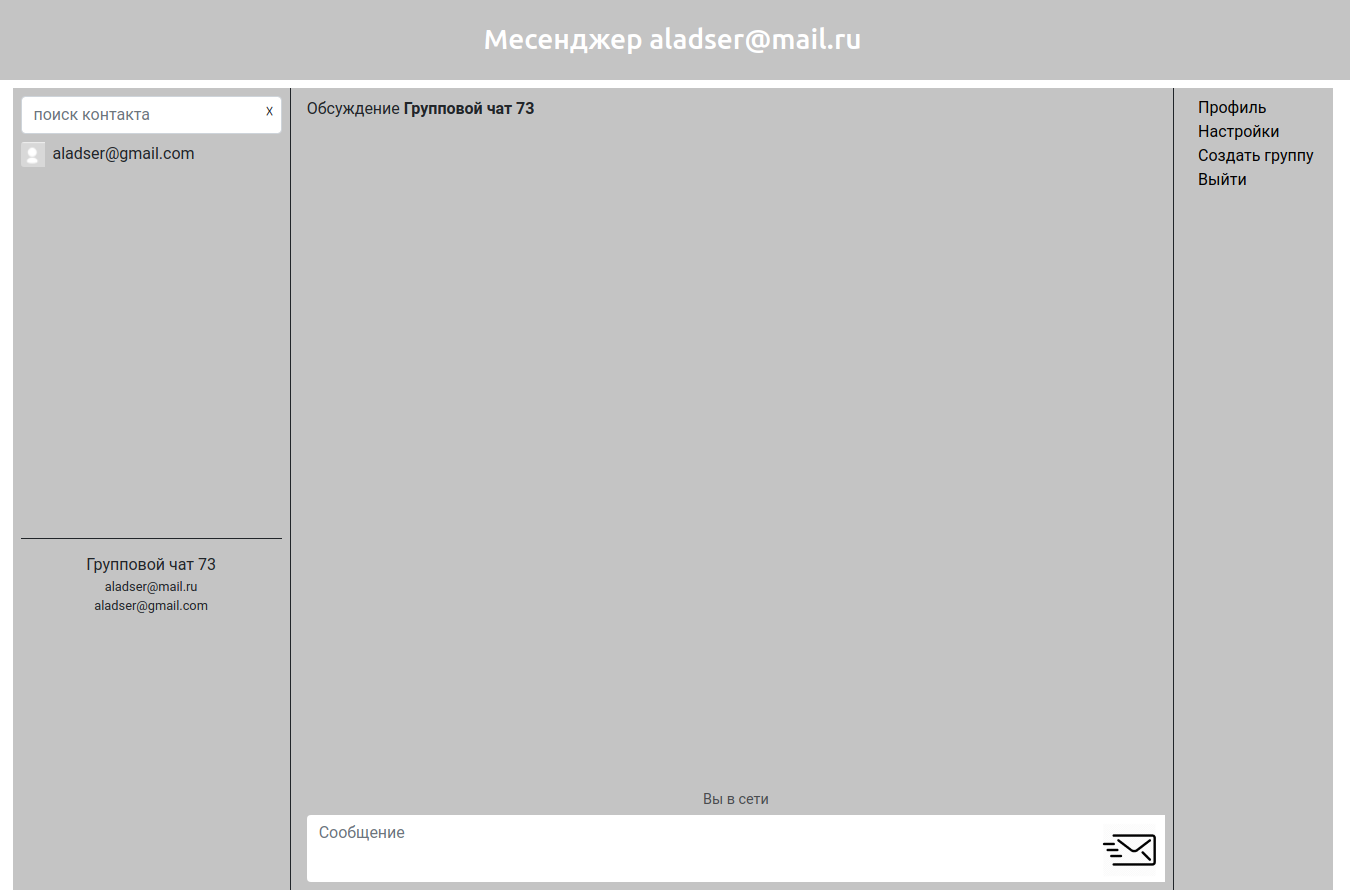 Месенджер aladser@mail.ru
поиск контакта
X
aladser@gmail.com
Групповой чат 73
aladser@mail.ru
aladser@gmail.com
Обсуждение Групповой чат 73
Вы в сети
Сообщение
Профиль
Настройки
Создать группу
Выйти